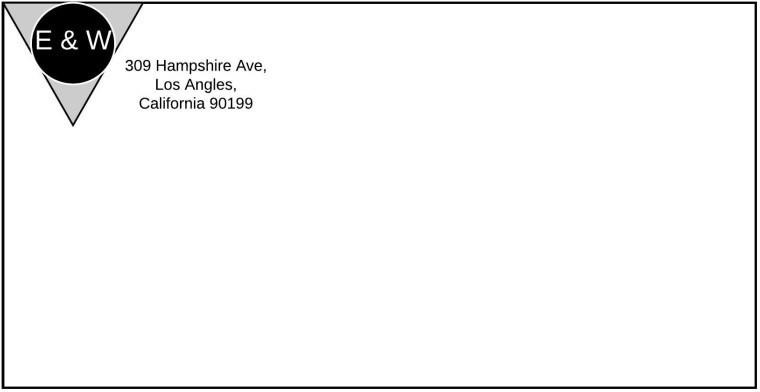 E & W
309 Hampshire Ave,
Los Angles,
California 90199